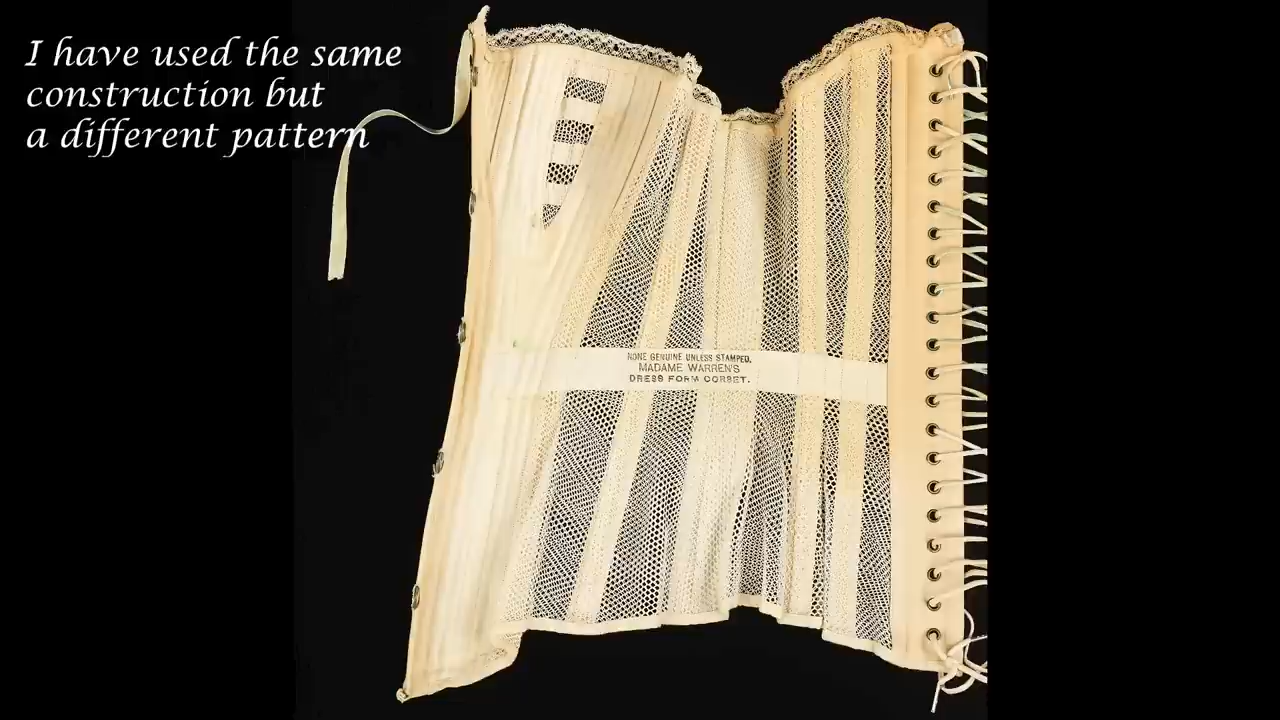 I have used the same
construction but
a different pattern
NONE GENUINE UNLESS STAMPED.
MADAME WARREN'S
DRESS FORM CORSET.